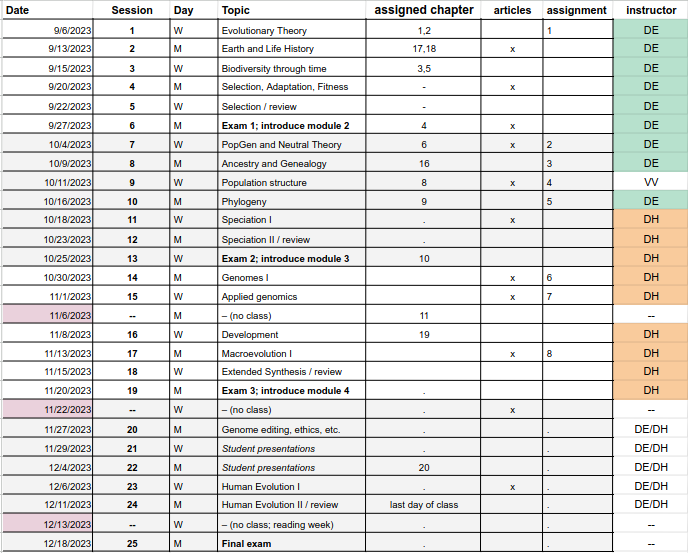 Date Session Day Topic assigned chapter articles assignment instructor
9/6/2023 1 W Evolutionary Theory 1,2 1 DE
9/13/2023 2 M Earth and Life History 17,18 x DE
9/15/2023 3 W Biodiversity through time 3,5 DE
9/20/2023 4 M Selection, Adaptation, Fitness - x DE
9/22/2023 5 W Selection / review - DE
9/27/2023 6 M Exam 1; introduce module 2 4 x DE
10/4/2023 7 W PopGen and Neutral Theory 6 x 2 DE
10/9/2023 8 M Ancestry and Genealogy 16 3 DE
10/11/2023 9 W Population structure 8 x 4 VV
10/16/2023 10 M Phylogeny 9 5 DE
10/18/2023 11 W Speciation I . x DH
10/23/2023 12 M Speciation II / review . DH
10/25/2023 13 W Exam 2; introduce module 3 10 DH
10/30/2023 14 M Genomes I x 6 DH
11/1/2023 15 W Applied genomics x 7 DH
11/6/2023 -- M – (no class) 11 --
11/8/2023 16 W Development 19 DH
11/13/2023 17 M Macroevolution I x 8 DH
11/15/2023 18 W Extended Synthesis / review DH
11/20/2023 19 M Exam 3; introduce module 4 . DH
11/22/2023 -- W – (no class) . x --
11/27/2023 20 M Genome editing, ethics, etc. . . DE/DH
11/29/2023 21 W Student presentations . . DE/DH
12/4/2023 22 M Student presentations 20 . DE/DH
12/6/2023 23 W Human Evolution I . x . DE/DH
12/11/2023 24 M Human Evolution II / review last day of class . DE/DH
12/13/2023 -- W – (no class; reading week) . . --
12/18/2023 25 M Final exam . . --